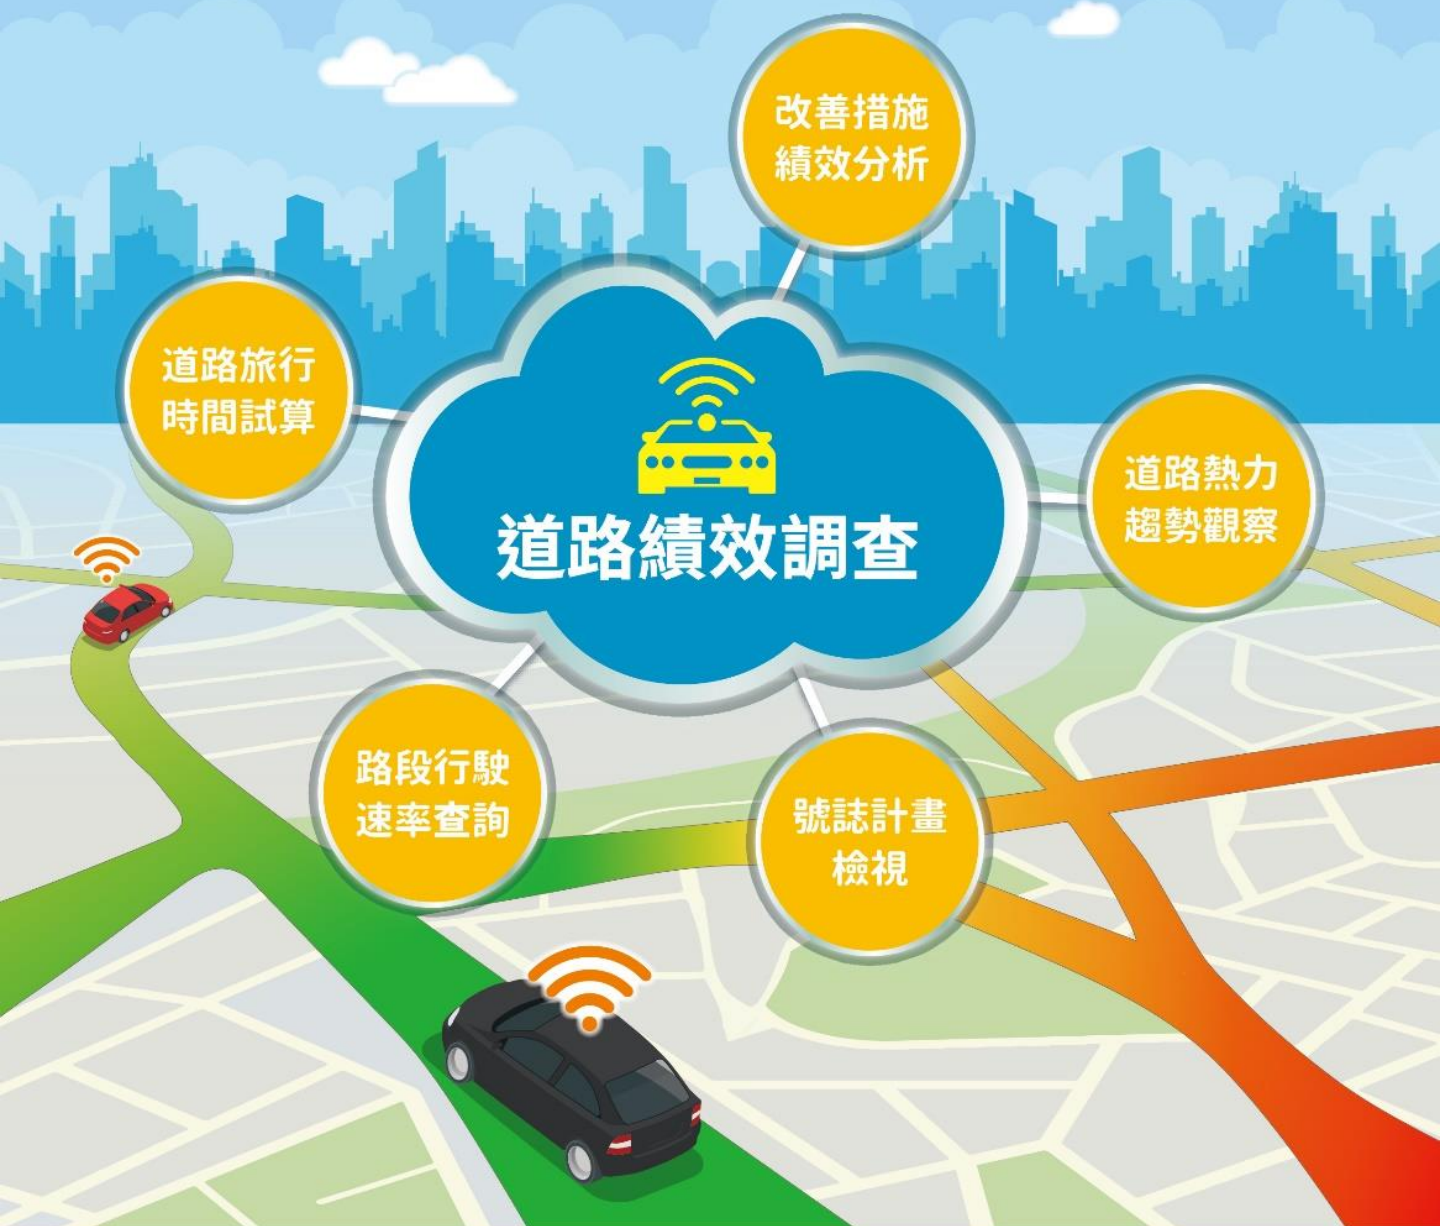 改善措施
績效分析
道路旅行
時間試算
道路績效調查
道路熱力
趨勢觀察
路段行駛
速率查詢
號誌計畫
檢視